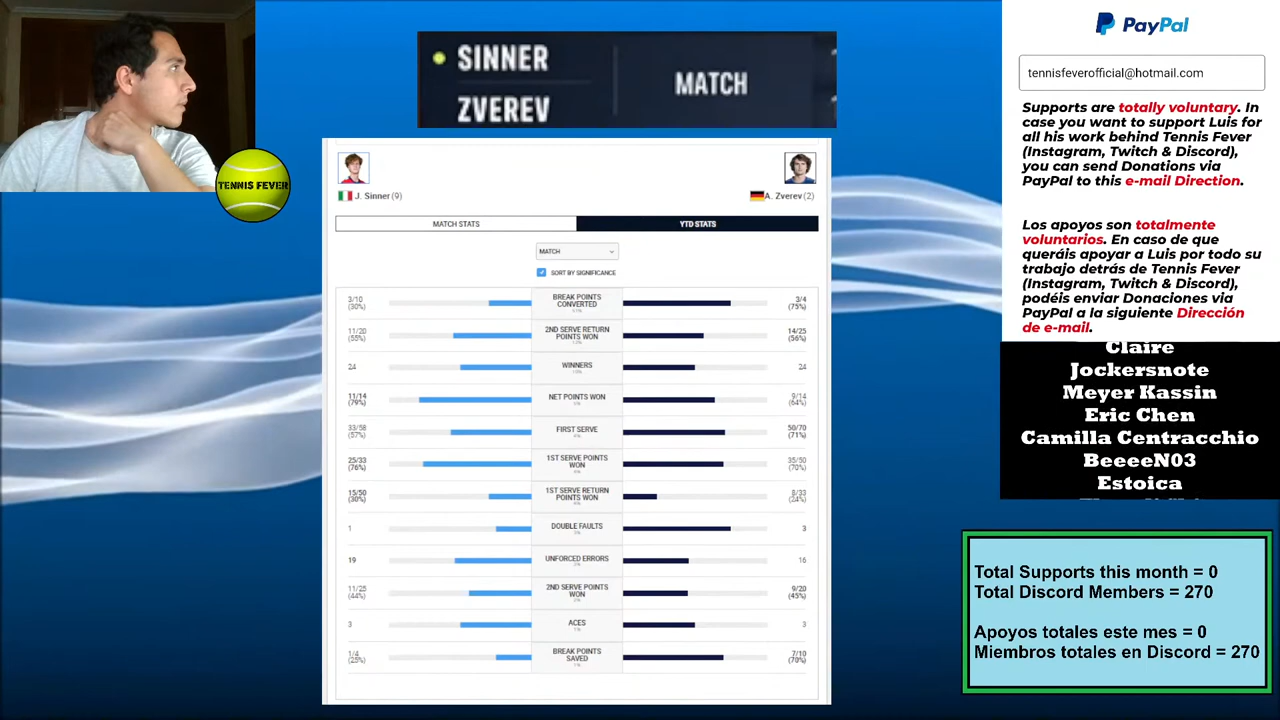 SINNER
ZVEREV
MATCH
PayPal
tennisfeverofficial@hotmail.com
Supports are totally voluntary. In
case you want to support Luis for
all his work behind Tennis Fever
(Instagram, Twitch & Discord),
you can send Donations via
PayPal to this e-mail Direction.
Los apoyos son totalmente
voluntarios. En caso de que
queráis apoyar a Luis por todo su
trabajo detrás de Tennis Fever
(Instagram, Twitch & Discord),
podéis enviar Donaciones via
PayPal a la siguiente Dirección
de e-mail.
TENNIS FEVER
J. Sinner (9)
A. Zverev (2)
MATCH STATS
YTD STATS
MATCH
SORT BY SIGNIFICANCE
3/10
(30%)
BREAK POINTS
CONVERTED
3/4
(75%)
11/20
(55%)
2ND SERVE RETURN
POINTS WON
14/25
(56%)
24
WINNERS
24
11/14
(79%)
NET POINTS WON
9/14
(64%)
33/58
(57%)
FIRST SERVE
50/70
(71%)
25/33
(76%)
1ST SERVE POINTS
WON
35/50
(70%)
15/50
(30%)
1ST SERVE RETURN
POINTS WON
8/33
(24%)
1
DOUBLE FAULTS
3
19
UNFORCED ERRORS
16
11/25
(44%)
2ND SERVE POINTS
WON
9/20
(45%)
3
ACES
3
1/4
(25%)
BREAK POINTS
SAVED
7/10
(70%)
Claire
Jockersnote
Meyer Kassin
Eric Chen
Camilla Centracchio
BeeeeN03
Estoica
Total Supports this month = 0
Total Discord Members = 270
Apoyos totales este mes = 0
Miembros totales en Discord = 270